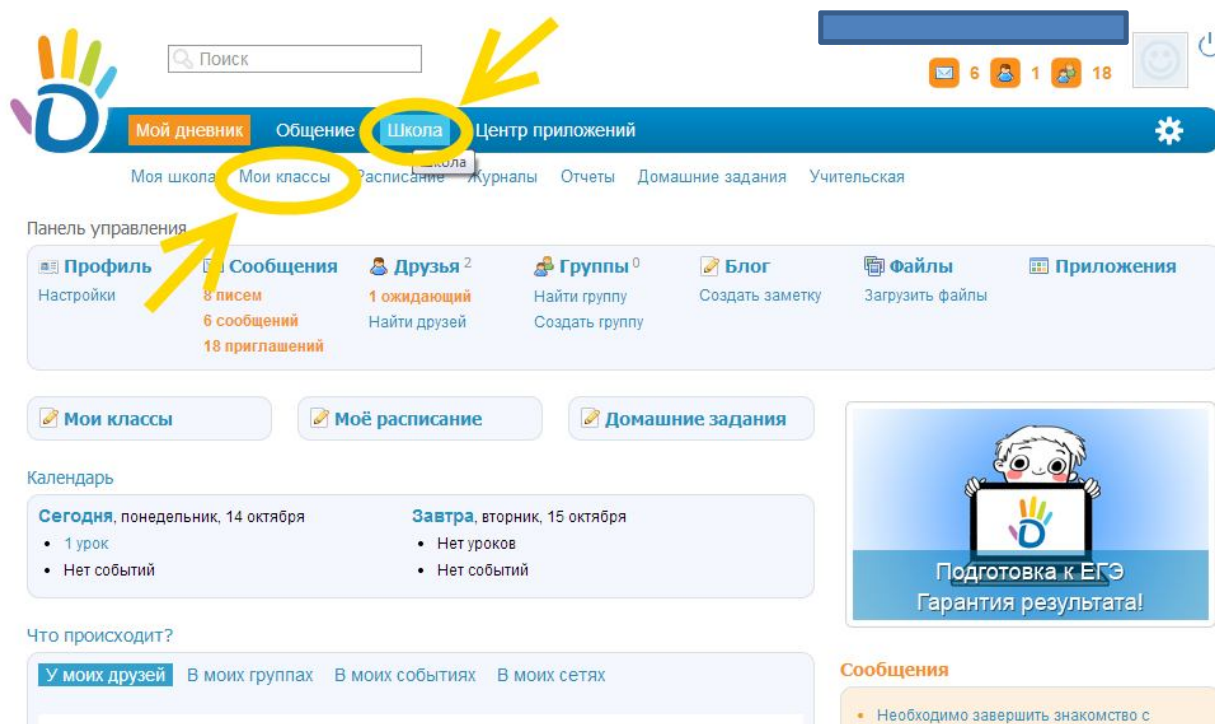 Поиск
6 1 18
Мой дневник Общение Школа Центр приложений
Школа
Моя школа Мои классы Расписание Журналы Отчеты Домашние задания Учительская
Панель управления
Профиль Сообщения Друзья 2 Группы 0 Блог Файлы Приложения
Настройки 8 писем 1 ожидающий Найти группу Создать заметку Загрузить файлы
6 сообщений Найти друзей Создать группу
18 приглашений
Мои классы Моё расписание Домашние задания
Календарь
Сегодня, понедельник, 14 октября Завтра, вторник, 15 октября
• 1 урок • Нет уроков
• Нет событий • Нет событий
Подготовка к ЕГЭ
Гарантия результата!
Что происходит?
У моих друзей В моих группах В моих событиях В моих сетях
Сообщения
• Необходимо завершить знакомство с